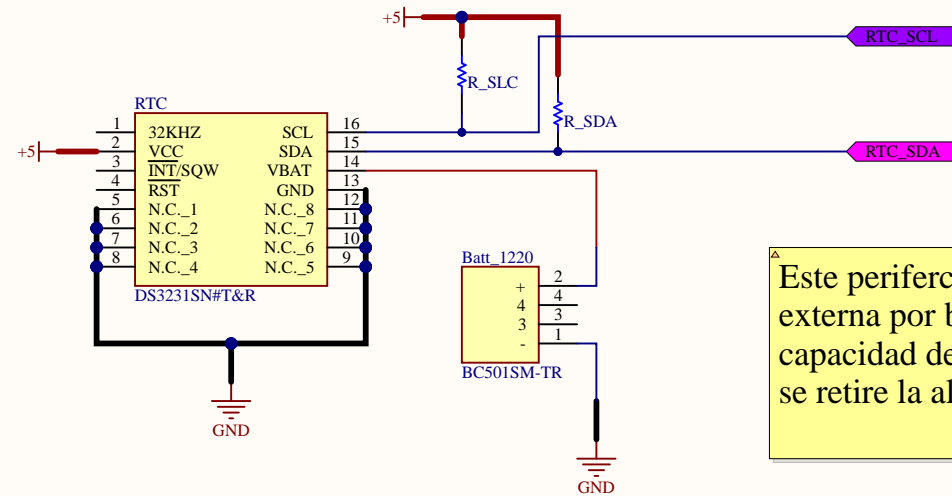 +5
R_SLC
R_SDA
RTC_SCL
RTC_SDA
RTC
+5
1 32KHZ SCL 16
2 VCC SDA 15
3 INT/SQW VBAT 14
4 RST GND 13
5 N.C._1 N.C._8 12
6 N.C._2 N.C._7 11
7 N.C._3 N.C._6 10
8 N.C._4 N.C._5 9
DS3231SN#T&R
GND
Batt_1220
+ 2
4 4
3 3
- 1
BC501SM-TR
GND
Este periferc
externa por b
capacidad de
se retire la al